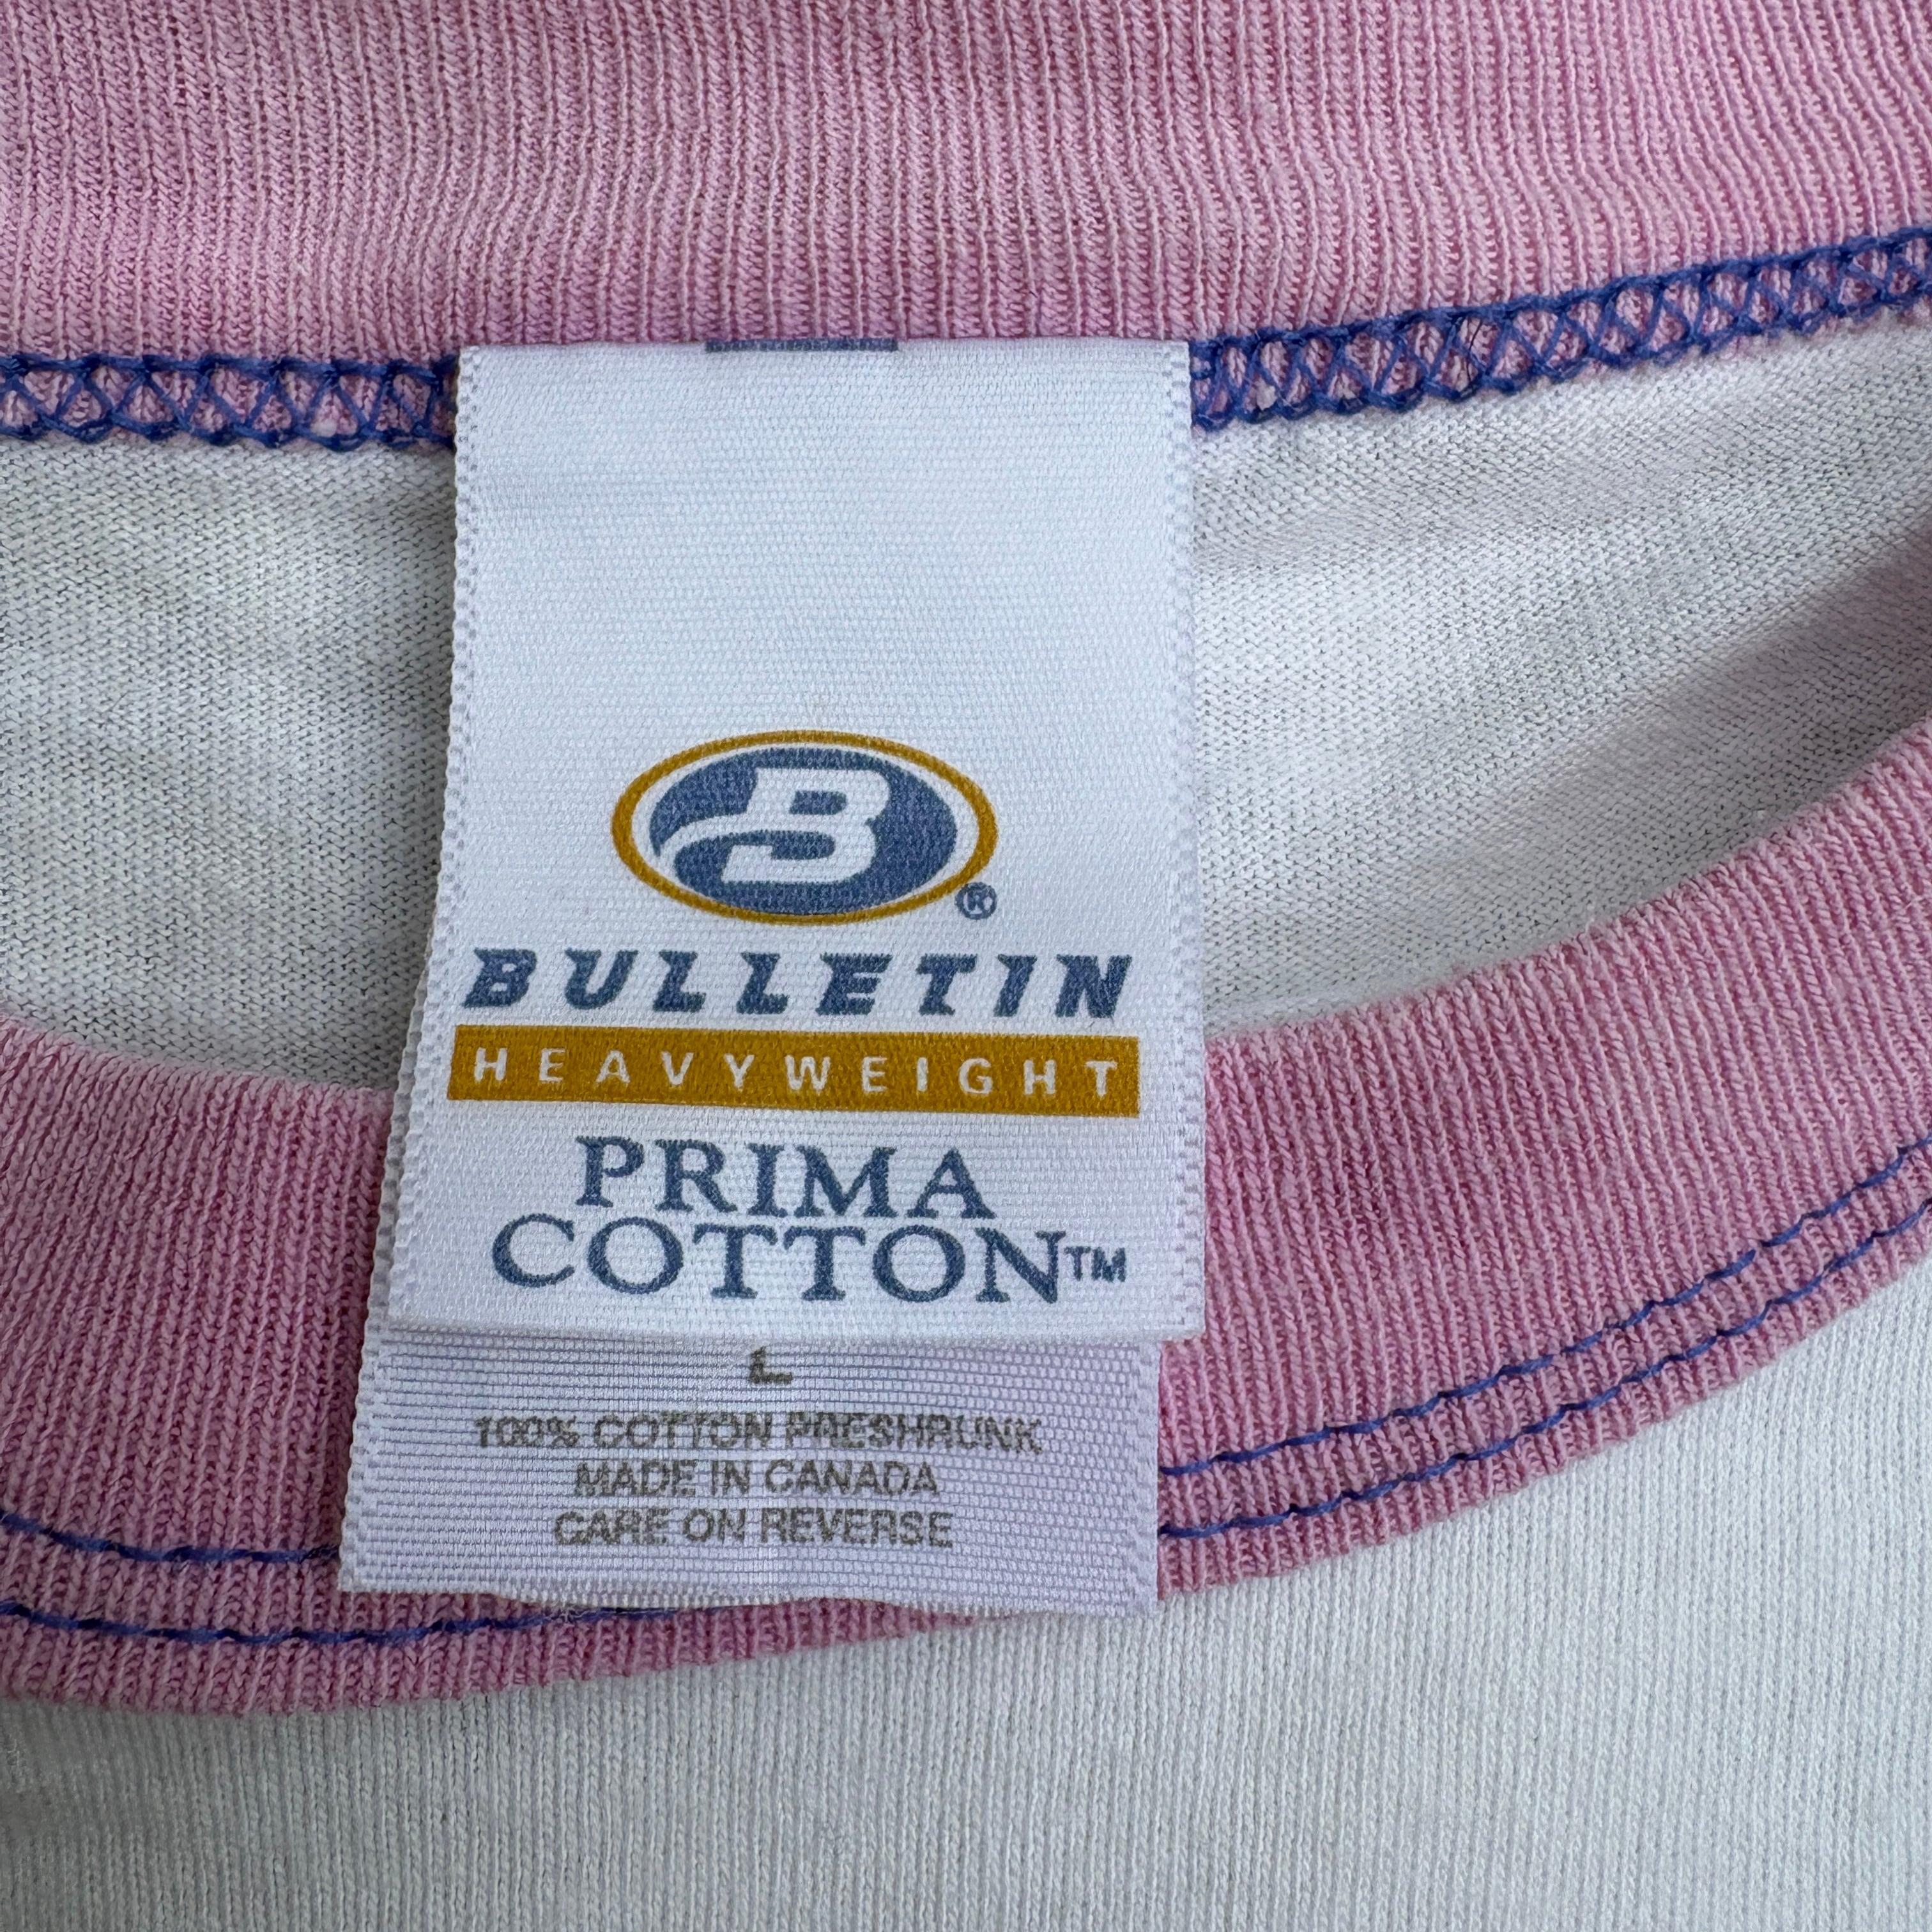 B®
BULLETIN
HEAVYWEIGHT
PRIMA
COTTON™
L
100% COTTON PRESHRUNK
MADE IN CANADA
CARE ON REVERSE